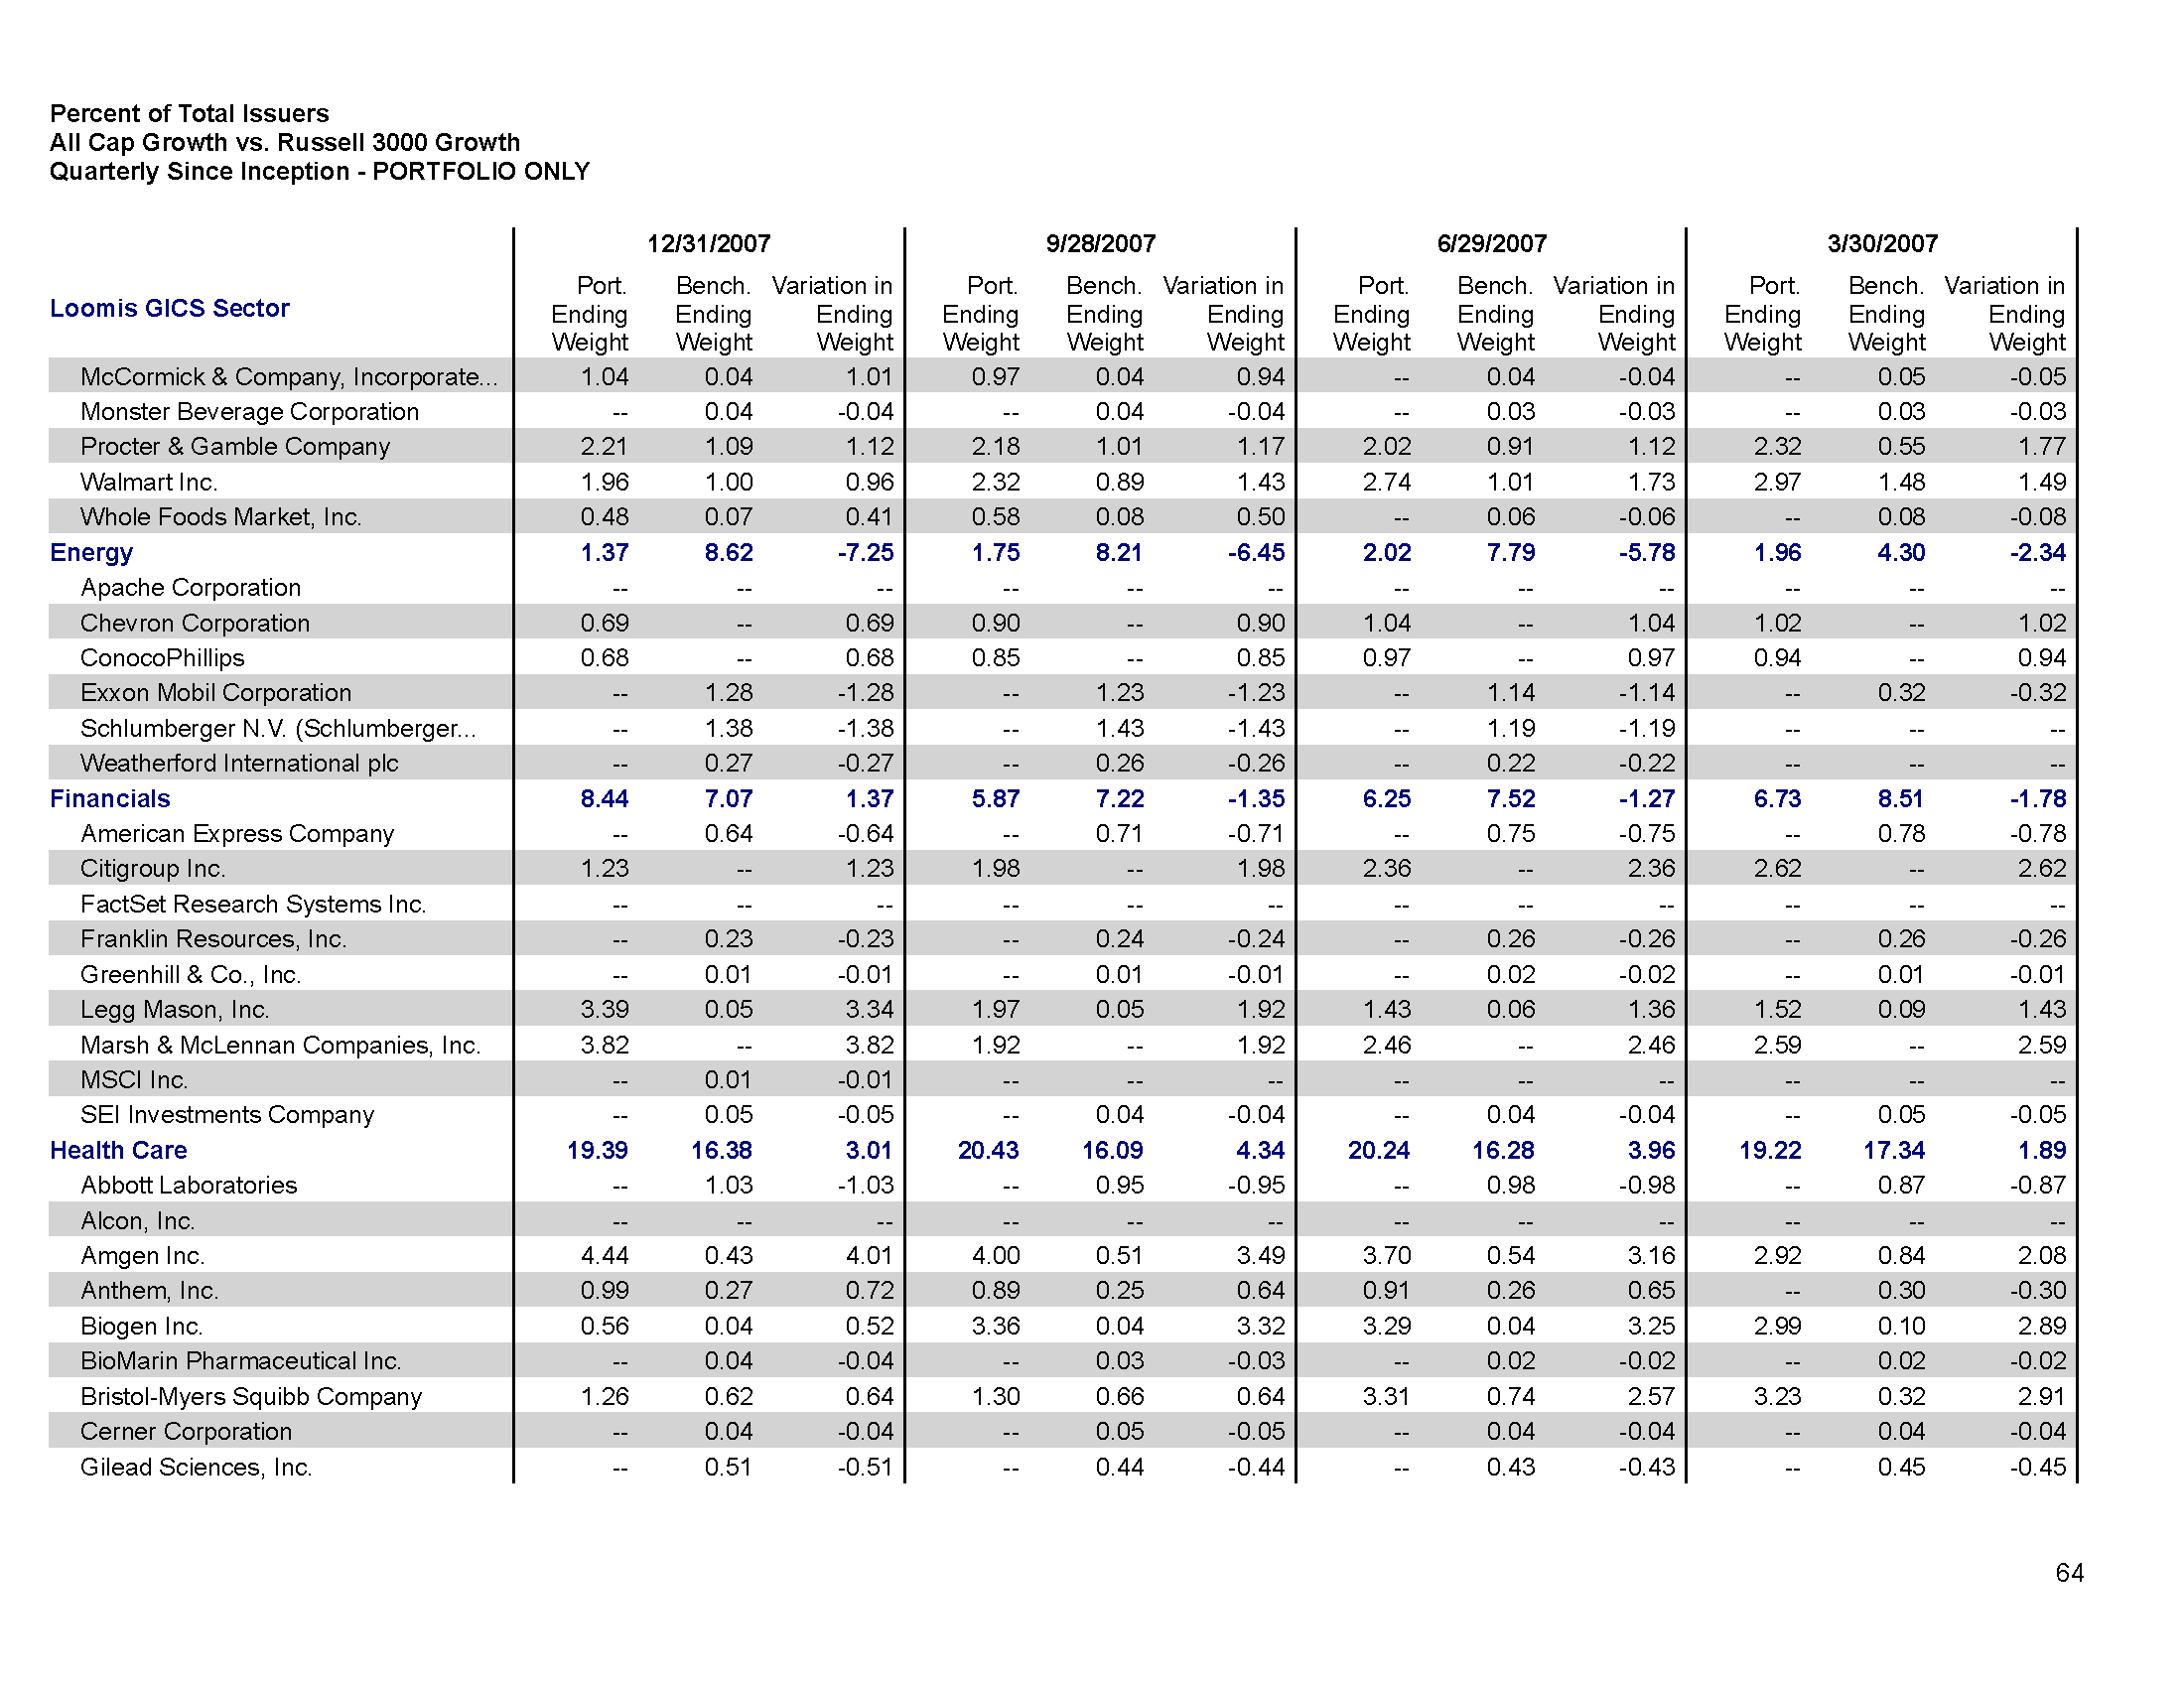 Percent of Total Issuers
All Cap Growth vs. Russell 3000 Growth
Quarterly Since Inception - PORTFOLIO ONLY
12/31/2007 9/28/2007 6/29/2007 3/30/2007
Loomis GICS Sector
Port. Bench. Variation in Port. Bench. Variation in Port. Bench. Variation in Port. Bench. Variation in
Ending Ending Ending Ending Ending Ending Ending Ending Ending Ending Ending Ending
Weight Weight Weight Weight Weight Weight Weight Weight Weight Weight Weight Weight
McCormick & Company, Incorporate... 1.04 0.04 1.01 0.97 0.04 0.94 -- 0.04 -0.04 -- 0.05 -0.05
Monster Beverage Corporation -- 0.04 -0.04 -- 0.04 -0.04 -- 0.03 -0.03 -- 0.03 -0.03
Procter & Gamble Company 2.21 1.09 1.12 2.18 1.01 1.17 2.02 0.91 1.12 2.32 0.55 1.77
Walmart Inc. 1.96 1.00 0.96 2.32 0.89 1.43 2.74 1.01 1.73 2.97 1.48 1.49
Whole Foods Market, Inc. 0.48 0.07 0.41 0.58 0.08 0.50 -- 0.06 -0.06 -- 0.08 -0.08
Energy 1.37 8.62 -7.25 1.75 8.21 -6.45 2.02 7.79 -5.78 1.96 4.30 -2.34
Apache Corporation -- -- -- -- -- -- -- -- -- -- -- --
Chevron Corporation 0.69 -- 0.69 0.90 -- 0.90 1.04 -- 1.04 1.02 -- 1.02
ConocoPhillips 0.68 -- 0.68 0.85 -- 0.85 0.97 -- 0.97 0.94 -- 0.94
Exxon Mobil Corporation -- 1.28 -1.28 -- 1.23 -1.23 -- 1.14 -1.14 -- 0.32 -0.32
Schlumberger N.V. (Schlumberger... -- 1.38 -1.38 -- 1.43 -1.43 -- 1.19 -1.19 -- -- --
Weatherford International plc -- 0.27 -0.27 -- 0.26 -0.26 -- 0.22 -0.22 -- -- --
Financials 8.44 7.07 1.37 5.87 7.22 -1.35 6.25 7.52 -1.27 6.73 8.51 -1.78
American Express Company -- 0.64 -0.64 -- 0.71 -0.71 -- 0.75 -0.75 -- 0.78 -0.78
Citigroup Inc. 1.23 -- 1.23 1.98 -- 1.98 2.36 -- 2.36 2.62 -- 2.62
FactSet Research Systems Inc. -- -- -- -- -- -- -- -- -- -- -- --
Franklin Resources, Inc. -- 0.23 -0.23 -- 0.24 -0.24 -- 0.26 -0.26 -- 0.26 -0.26
Greenhill & Co., Inc. -- 0.01 -0.01 -- 0.01 -0.01 -- 0.02 -0.02 -- 0.01 -0.01
Legg Mason, Inc. 3.39 0.05 3.34 1.97 0.05 1.92 1.43 0.06 1.36 1.52 0.09 1.43
Marsh & McLennan Companies, Inc. 3.82 -- 3.82 1.92 -- 1.92 2.46 -- 2.46 2.59 -- 2.59
MSCI Inc. -- 0.01 -0.01 -- -- -- -- -- -- -- -- --
SEI Investments Company -- 0.05 -0.05 -- 0.04 -0.04 -- 0.04 -0.04 -- 0.05 -0.05
Health Care 19.39 16.38 3.01 20.43 16.09 4.34 20.24 16.28 3.96 19.22 17.34 1.89
Abbott Laboratories -- 1.03 -1.03 -- 0.95 -0.95 -- 0.98 -0.98 -- 0.87 -0.87
Alcon, Inc. -- -- -- -- -- -- -- -- -- -- -- --
Amgen Inc. 4.44 0.43 4.01 4.00 0.51 3.49 3.70 0.54 3.16 2.92 0.84 2.08
Anthem, Inc. 0.99 0.27 0.72 0.89 0.25 0.64 0.91 0.26 0.65 -- 0.30 -0.30
Biogen Inc. 0.56 0.04 0.52 3.36 0.04 3.32 3.29 0.04 3.25 2.99 0.10 2.89
BioMarin Pharmaceutical Inc. -- 0.04 -0.04 -- 0.03 -0.03 -- 0.02 -0.02 -- 0.02 -0.02
Bristol-Myers Squibb Company 1.26 0.62 0.64 1.30 0.66 0.64 3.31 0.74 2.57 3.23 0.32 2.91
Cerner Corporation -- 0.04 -0.04 -- 0.05 -0.05 -- 0.04 -0.04 -- 0.04 -0.04
Gilead Sciences, Inc. -- 0.51 -0.51 -- 0.44 -0.44 -- 0.43 -0.43 -- 0.45 -0.45
64